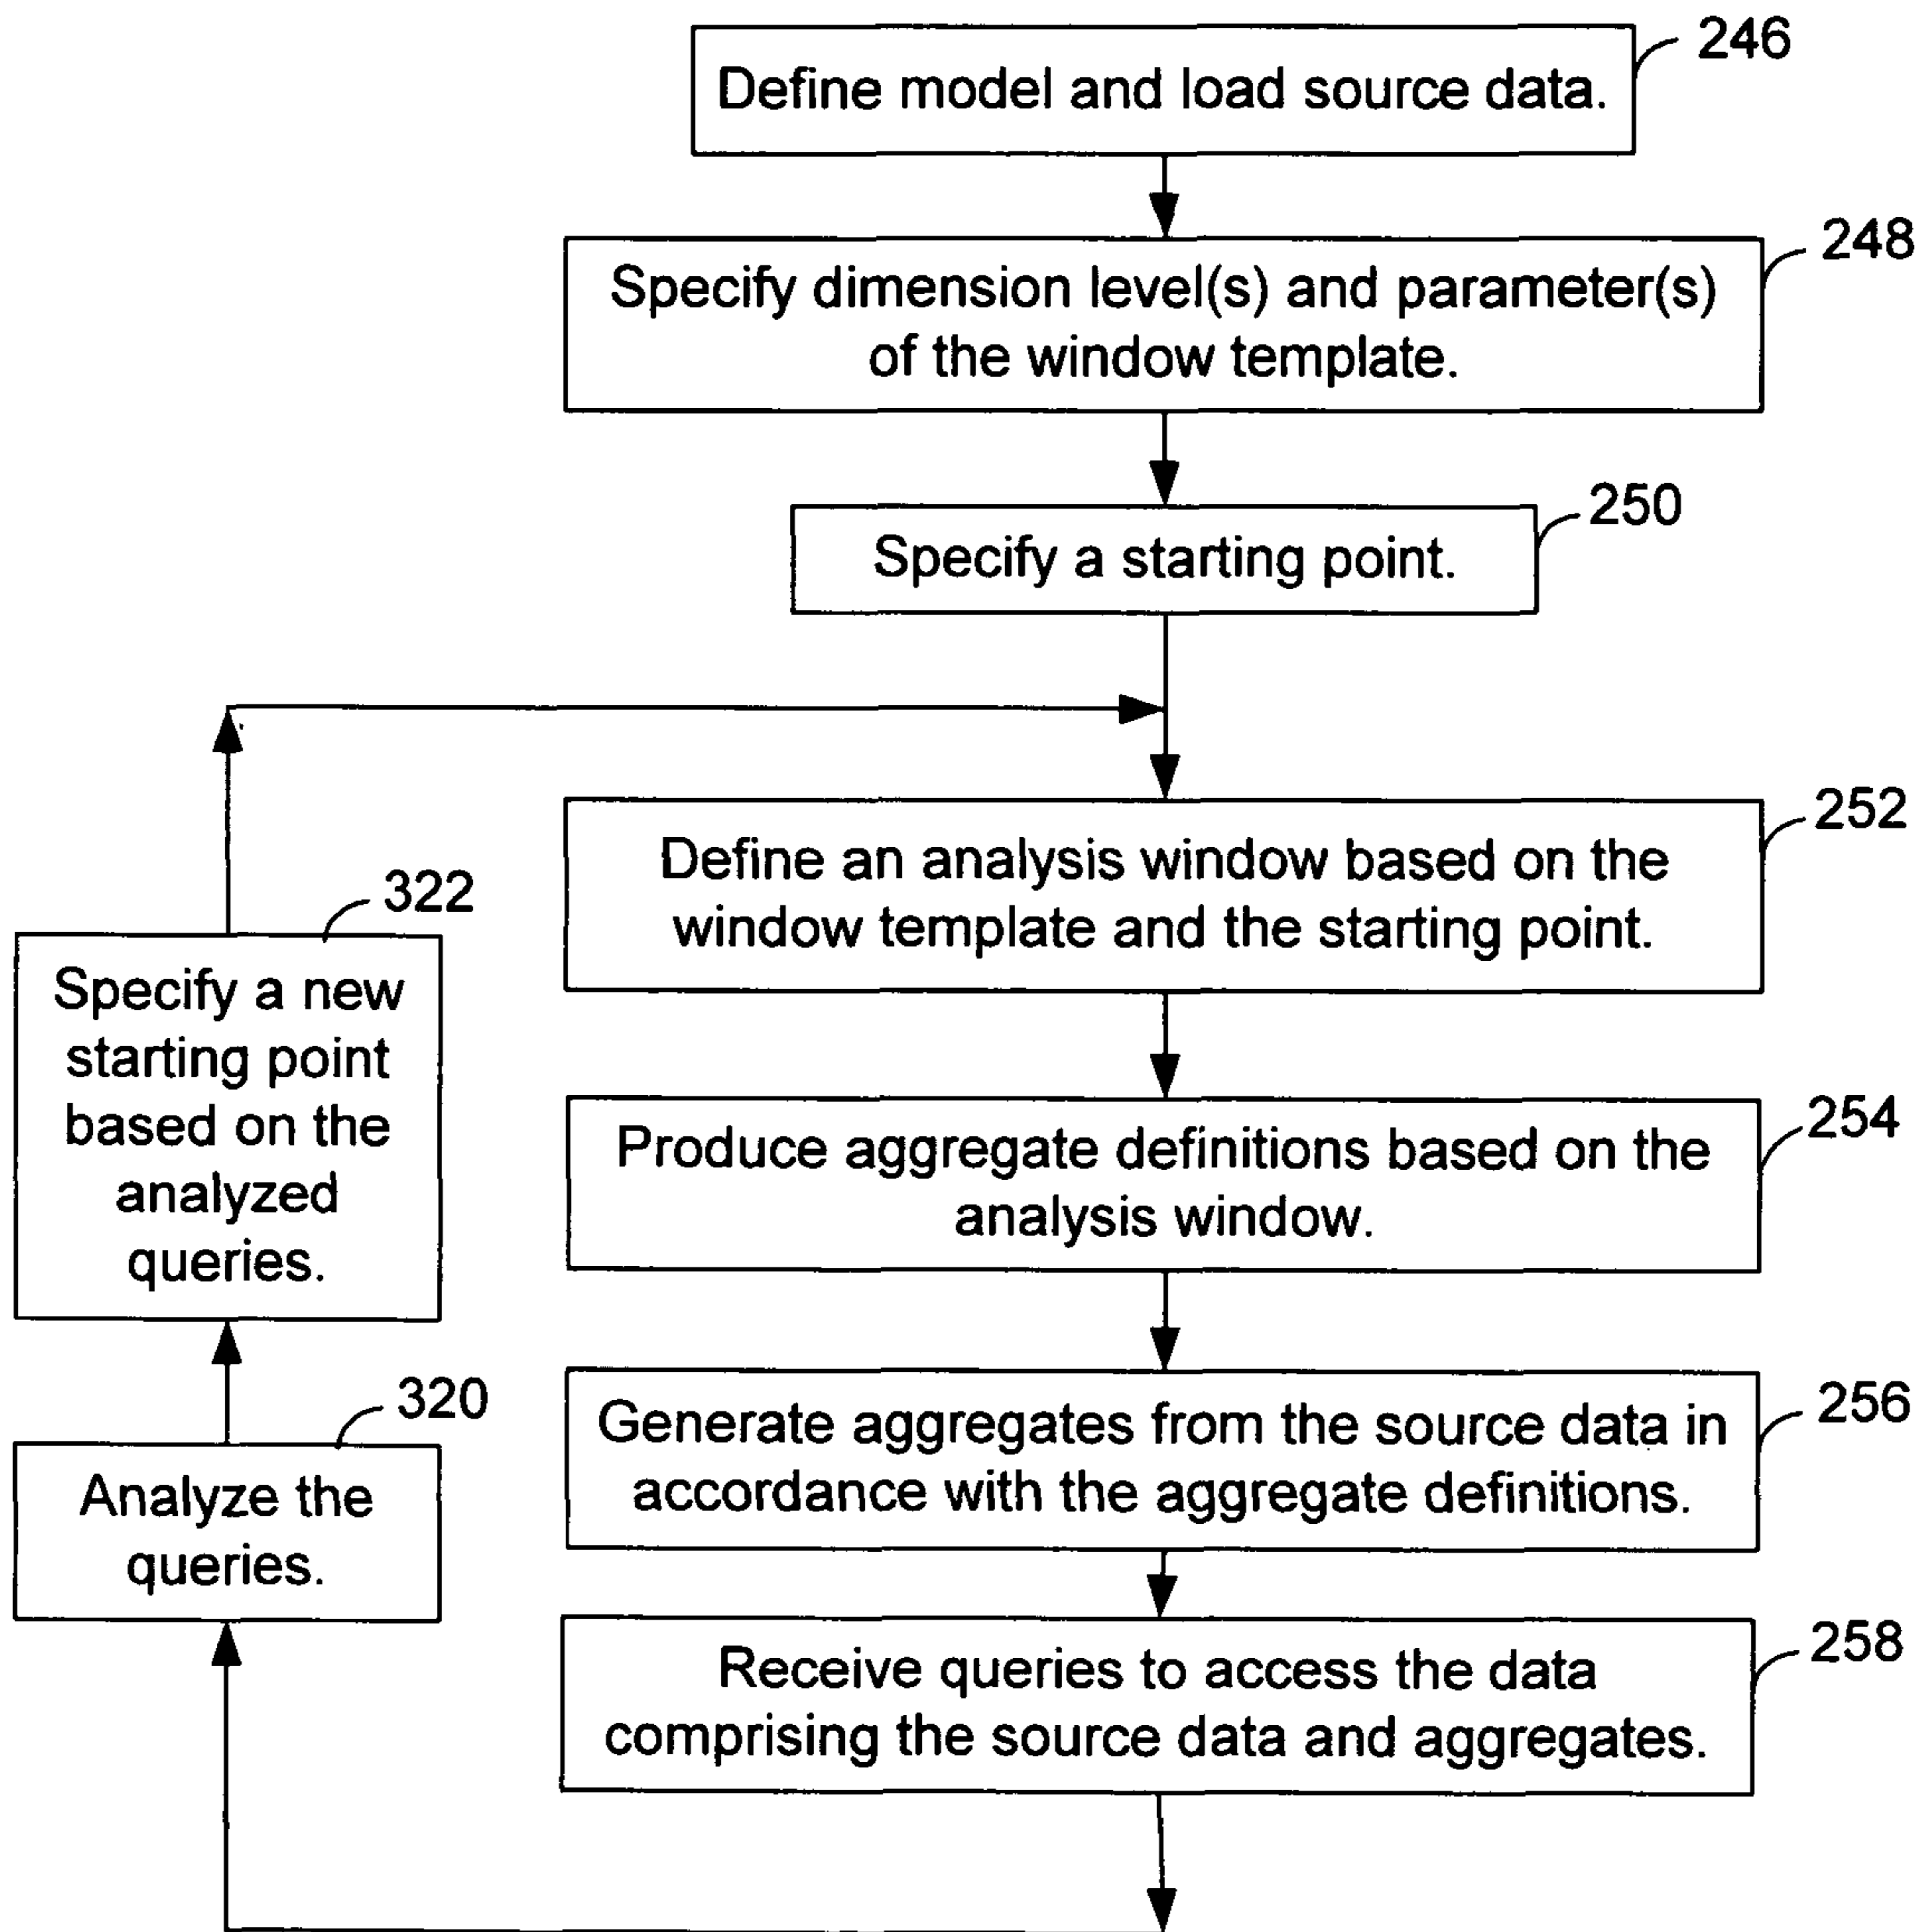 246
Define model and load source data.
248
Specify dimension level(s) and parameter(s)
of the window template.
250
Specify a starting point.
252
Define an analysis window based on the
window template and the starting point.
254
Produce aggregate definitions based on the
analysis window.
256
Generate aggregates from the source data in
accordance with the aggregate definitions.
258
Receive queries to access the data
comprising the source data and aggregates.
320
Analyze the
queries.
322
Specify a new
starting point
based on the
analyzed
queries.